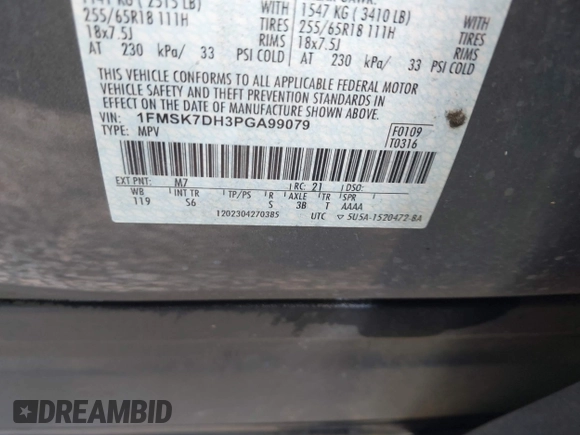 1547 KG (3410 LB)
255/65R18 111H WITH 255/65R18 111H WITH
18x7.5J TIRES 18x7.5J TIRES
AT 230 kPa/ 33 RIMS AT 230 kPa/ 33 RIMS
PSI COLD PSI COLD
THIS VEHICLE CONFORMS TO ALL APPLICABLE FEDERAL MOTOR
VEHICLE SAFETY AND THEFT PREVENTION STANDARDS IN
EFFECT ON THE DATE OF MANUFACTURE SHOWN ABOVE.
VIN: 1FMSK7DH3PGA99079
TYPE: MPV
F0109
T0316
EXT PNT: M7 RC: 21 DSO:
WB INT TR TP/PS R AXLE TR SPR
119 S6 S 3B T AAAA
1202304270385 UTC ▽ 5U5A-1520472-BA
DREAMBID